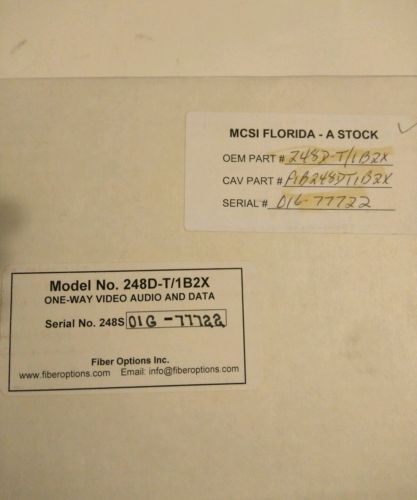 MCSI FLORIDA - A STOCK
OEM PART # 248D-T/1B2X
CAV PART # FIB248DT1B2X
SERIAL # 016-77722
Model No. 248D-T/1B2X
ONE-WAY VIDEO AUDIO AND DATA
Serial No. 248S 01G -77722
Fiber Options Inc.
www.fiberoptions.com Email: info@fiberoptions.com